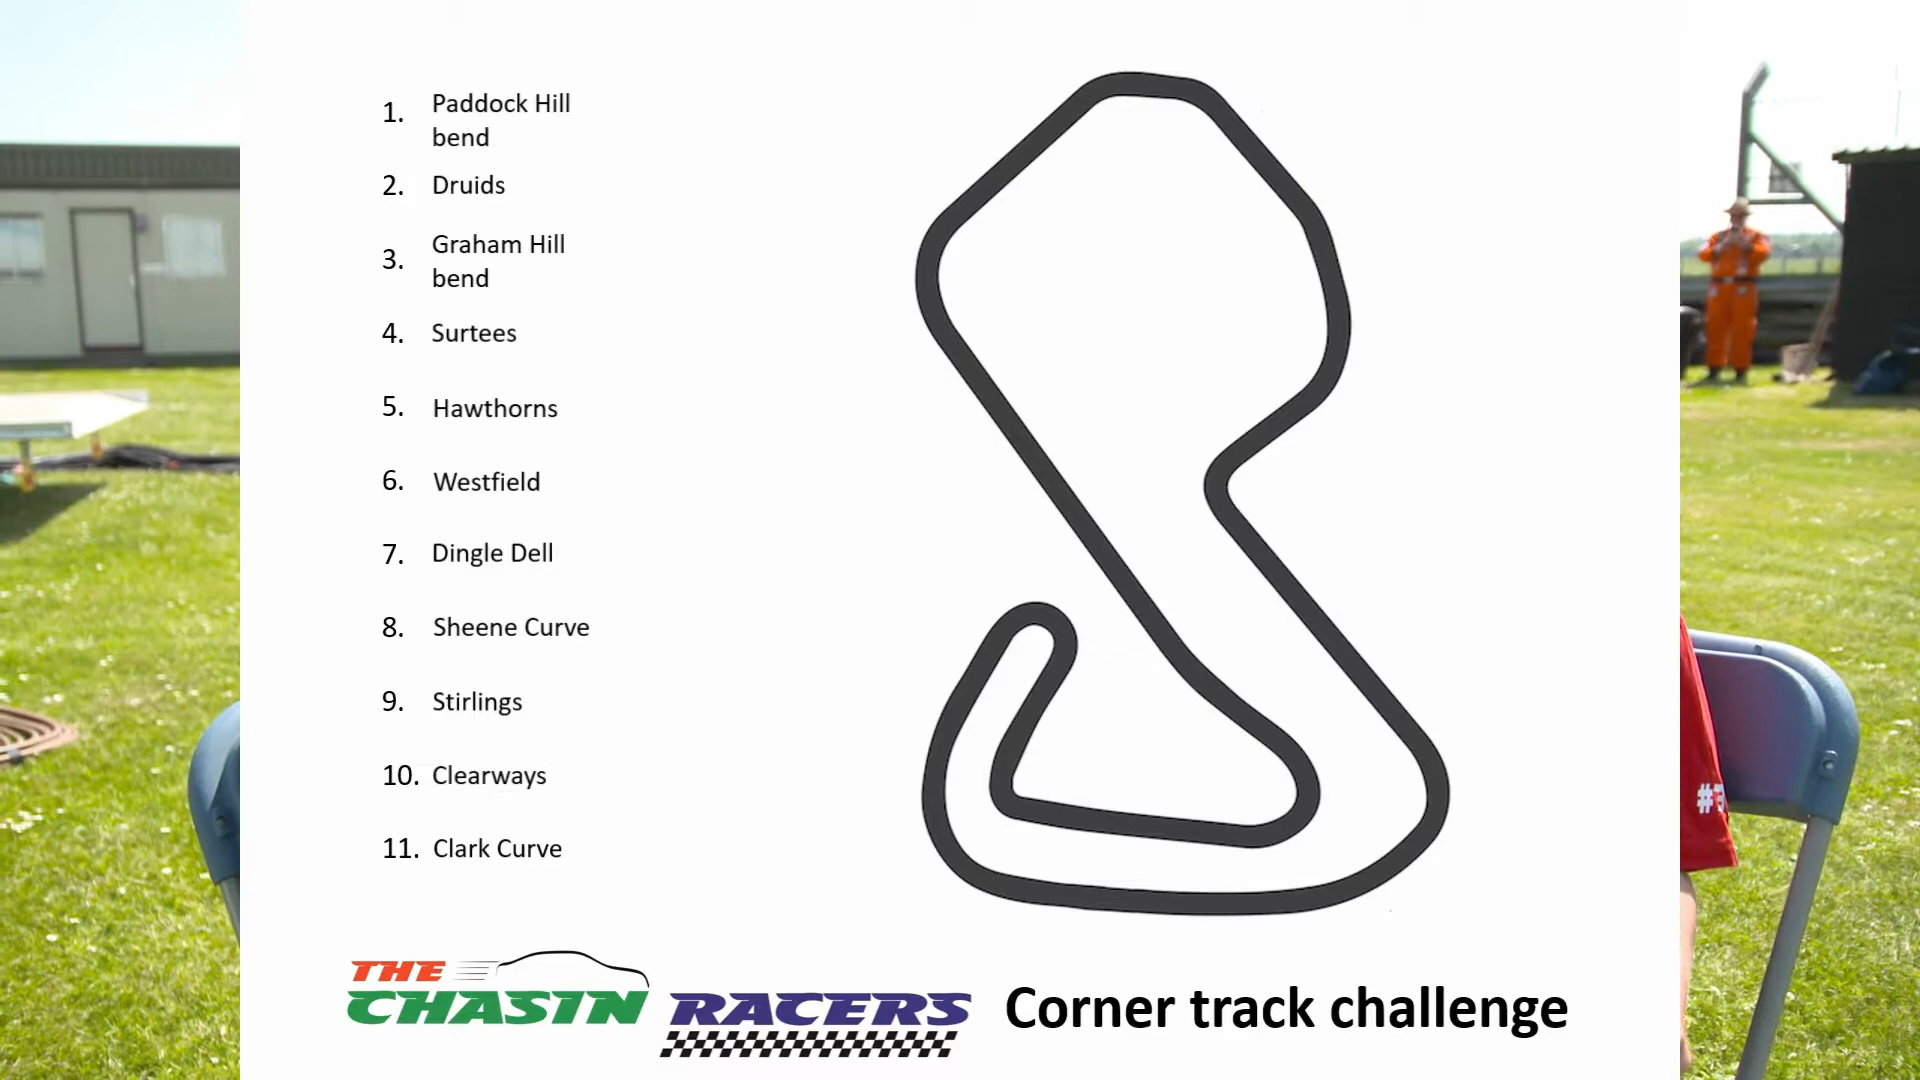 1. Paddock Hill
bend
2. Druids
3. Graham Hill
bend
4. Surtees
5. Hawthorns
6. Westfield
7. Dingle Dell
8. Sheene Curve
9. Stirlings
10. Clearways
11. Clark Curve
THE
CHASIN RACERS
Corner track challenge